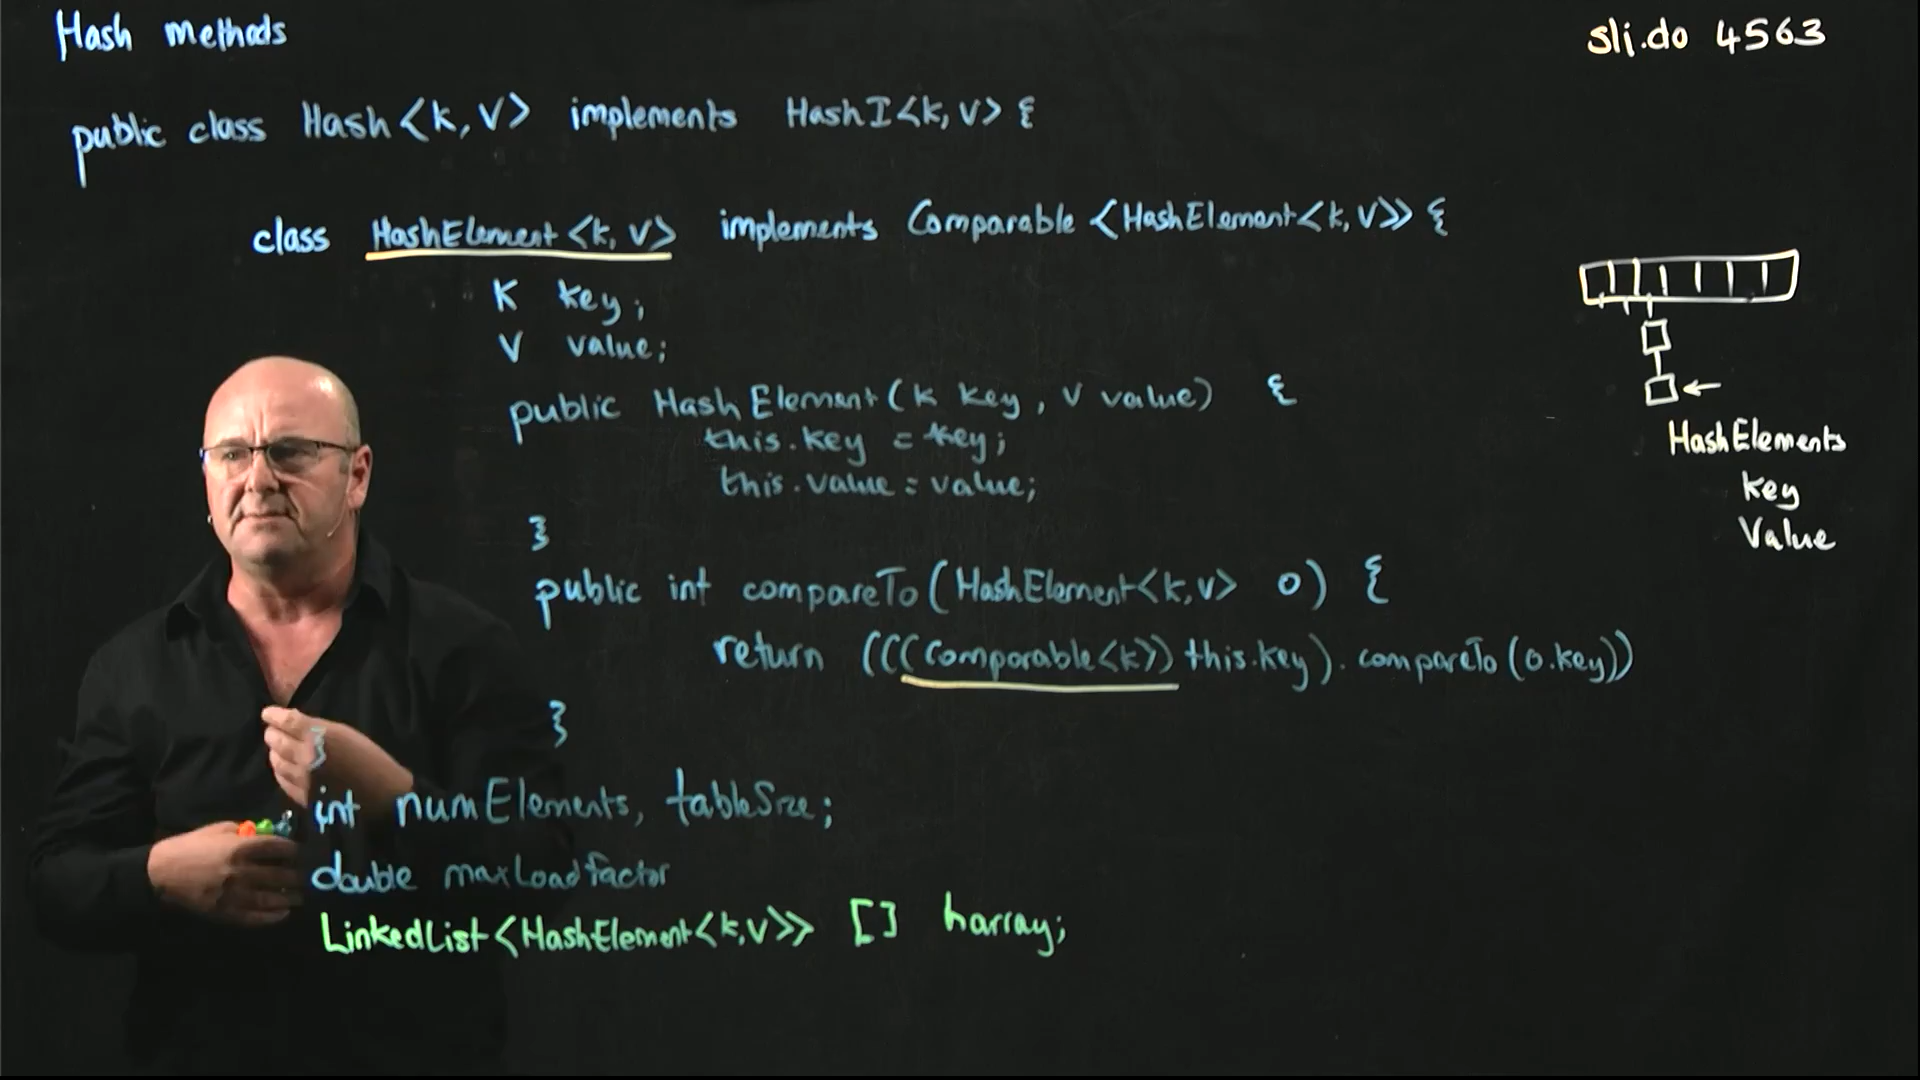 Hash methods
sli.do 4563
public class Hash<K, V> implements HashI<K, V> {
class HashElement<K, V> implements Comparable <HashElement<K, V>> {
K key;
V value;
public HashElement(K key, V value) {
this.key = key;
this.value = value;
}
public int compareTo(HashElement<K, V> o) {
return (((Comparable<K>) this.key). compareTo (o.key))
}
}
int numElements, tableSize;
double maxLoadfactor
LinkedList<HashElement<K,V>> [] harray;
HashElements
key
Value